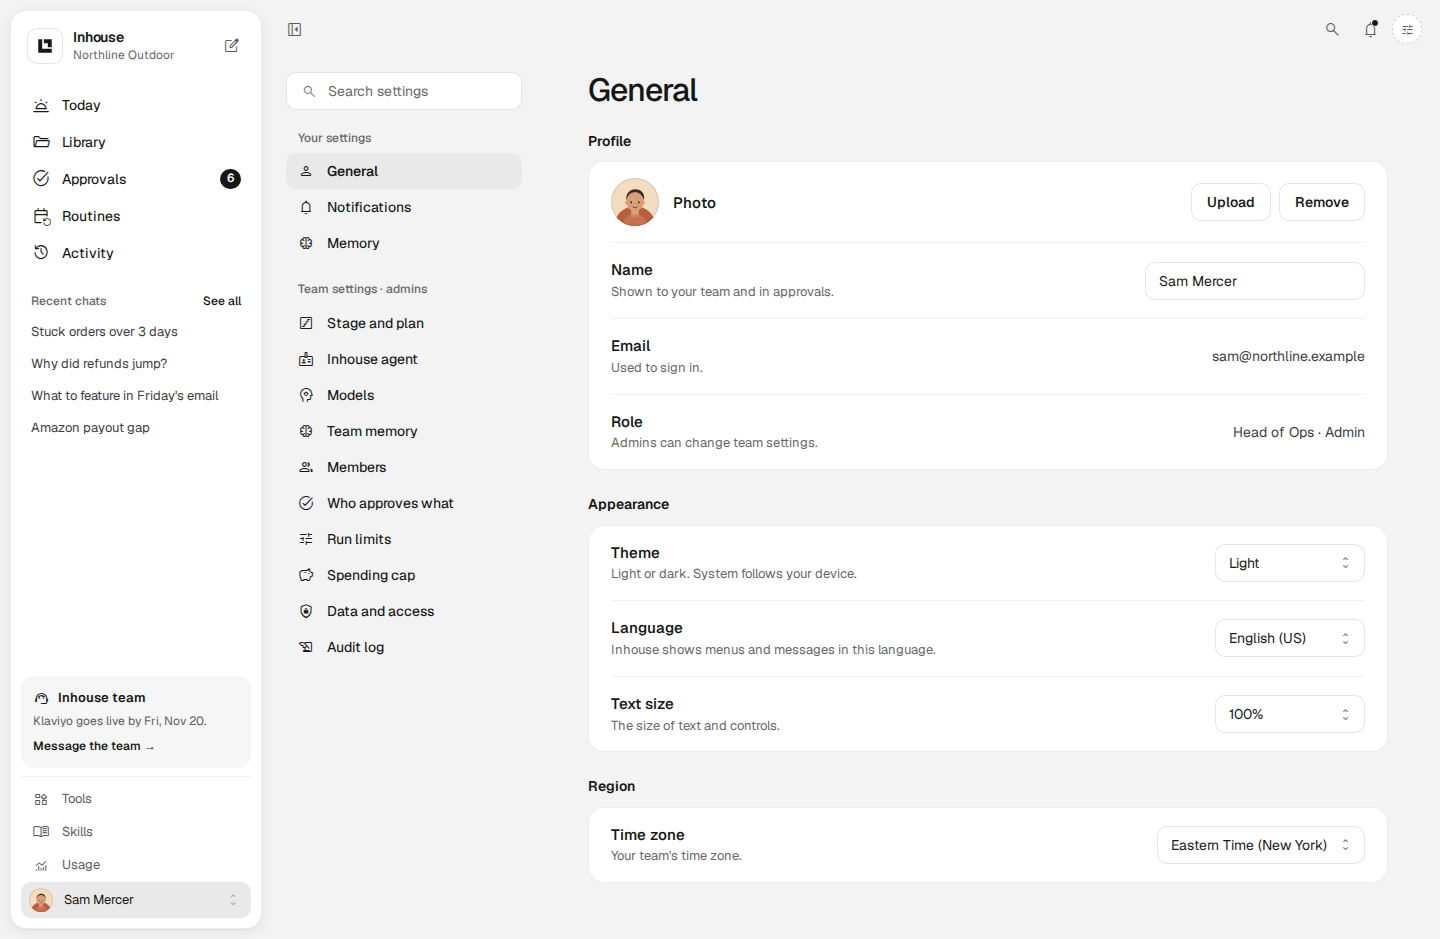 Inhouse
Northline Outdoor
Today
Library
Approvals 6
Routines
Activity
Recent chats See all
Stuck orders over 3 days
Why did refunds jump?
What to feature in Friday's email
Amazon payout gap
Inhouse team
Klaviyo goes live by Fri, Nov 20.
Message the team →
Tools
Skills
Usage
Sam Mercer
Search settings
Your settings
General
Notifications
Memory
Team settings · admins
Stage and plan
Inhouse agent
Models
Team memory
Members
Who approves what
Run limits
Spending cap
Data and access
Audit log
General
Profile
Photo Upload Remove
Name
Shown to your team and in approvals.
Sam Mercer
Email
Used to sign in.
sam@northline.example
Role
Admins can change team settings.
Head of Ops · Admin
Appearance
Theme
Light or dark. System follows your device.
Light
Language
Inhouse shows menus and messages in this language.
English (US)
Text size
The size of text and controls.
100%
Region
Time zone
Your team's time zone.
Eastern Time (New York)